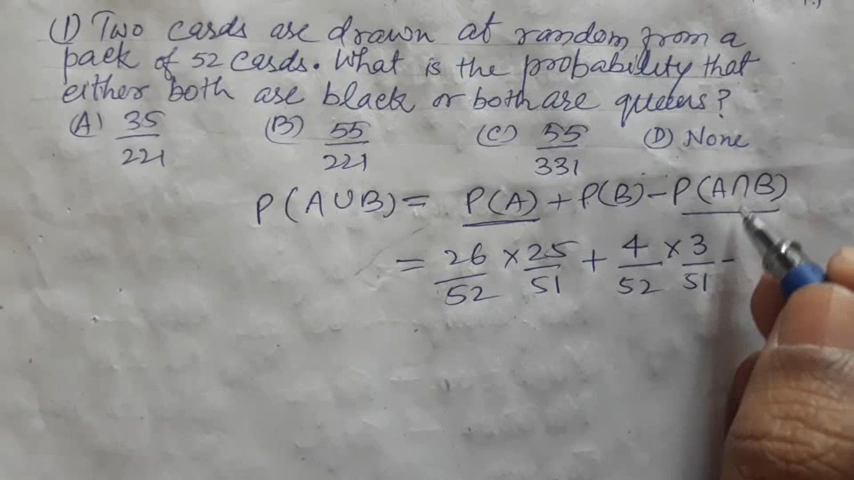 (1) Two cards are drawn at random from a
pack of 52 cards. What is the probability that
either both are black or both are queens?
(A) 35/221 (B) 55/221 (C) 55/331 (D) None
P(A∪B) = P(A) + P(B) - P(A∩B)
= 26/52 × 25/51 + 4/52 × 3/51 -